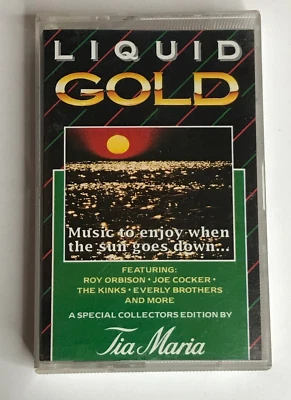 LIQUID
GOLD
Music to enjoy when
the sun goes down...
FEATURING:
ROY ORBISON • JOE COCKER •
THE KINKS • EVERLY BROTHERS
AND MORE
A SPECIAL COLLECTORS EDITION BY
Tia Maria